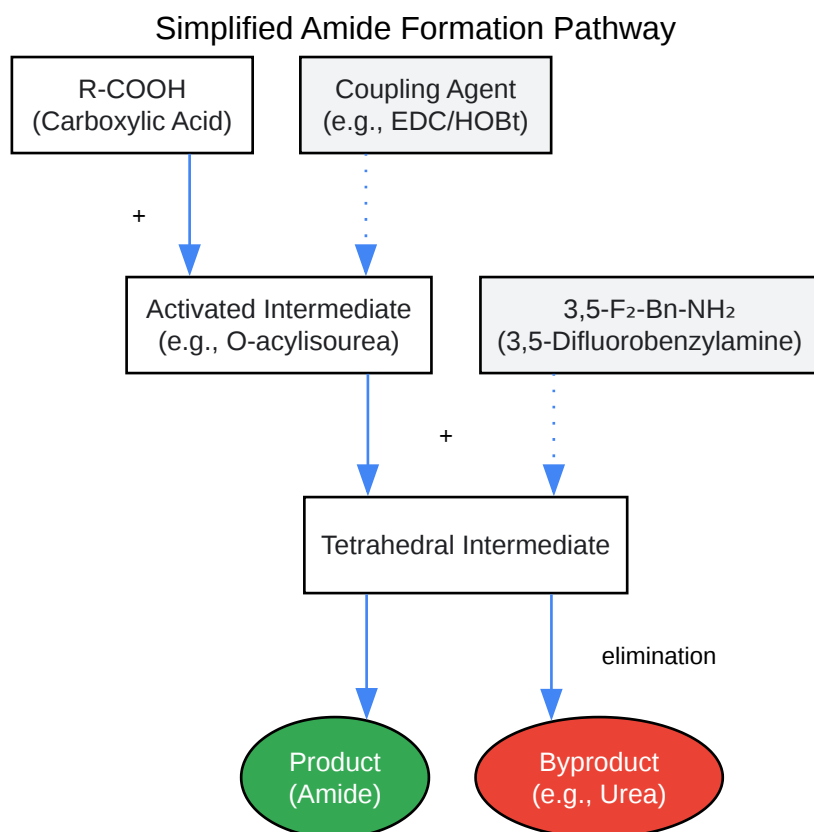 Simplified Amide Formation Pathway
R-COOH
(Carboxylic Acid)
Coupling Agent
(e.g., EDC/HOBt)
+
Activated Intermediate
(e.g., O-acylisourea)
3,5-F₂-Bn-NH₂
(3,5-Difluorobenzylamine)
+
Tetrahedral Intermediate
elimination
Product
(Amide)
Byproduct
(e.g., Urea)